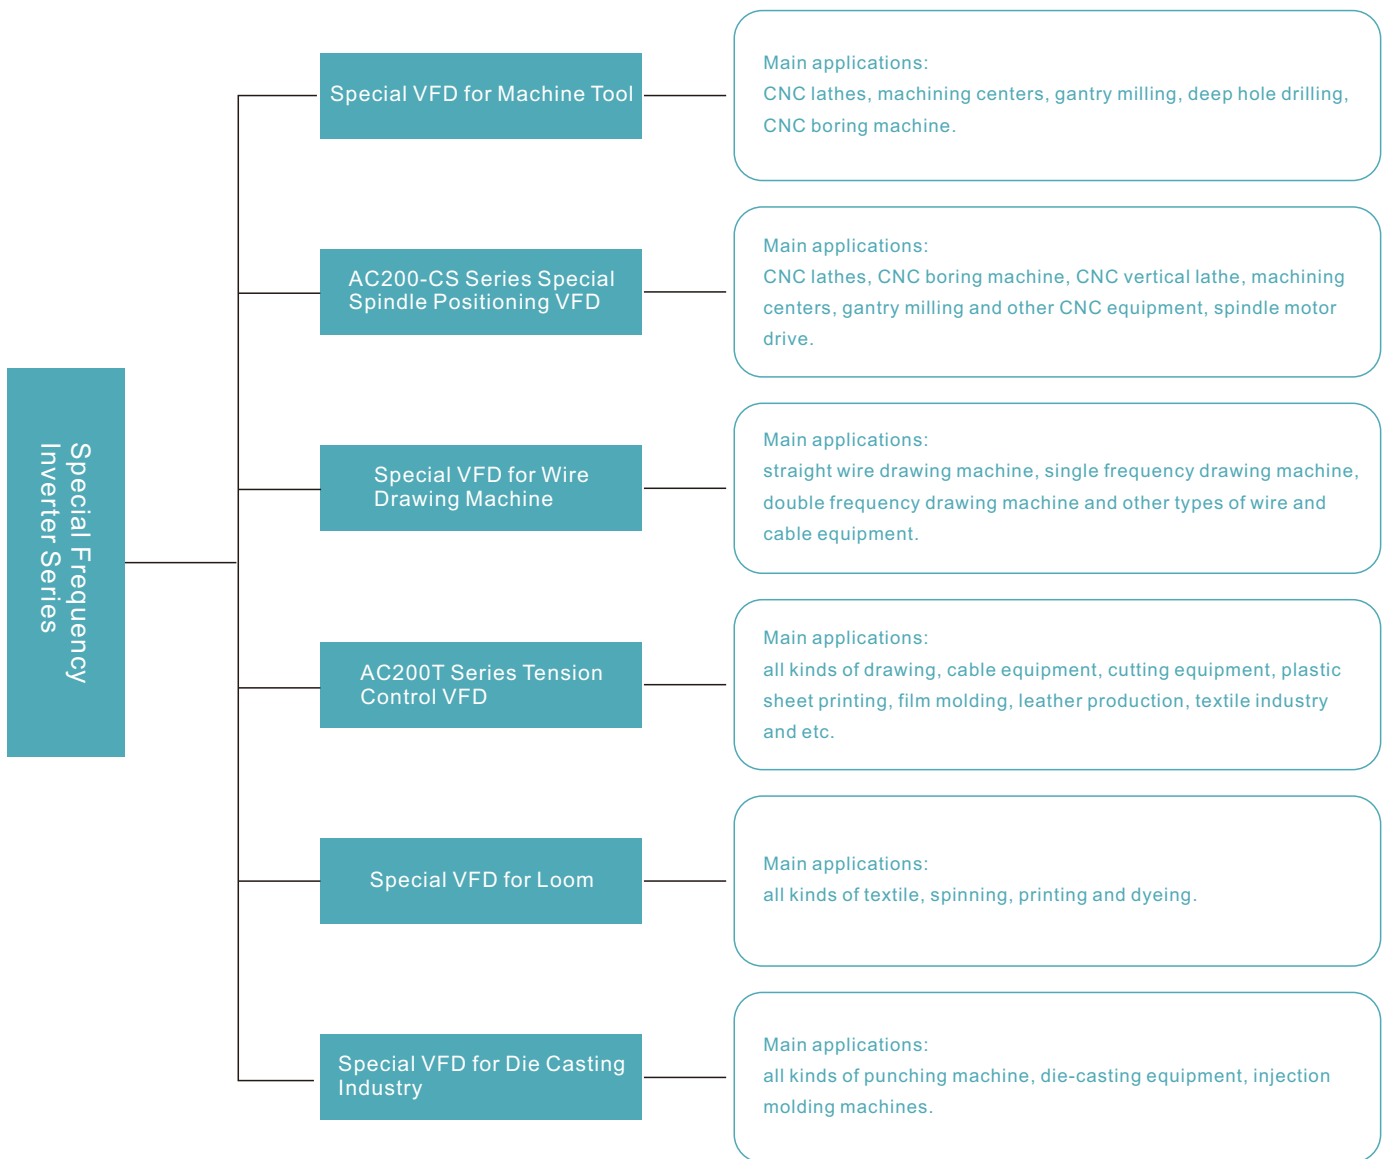 Special Frequency
Inverter Series
Special VFD for Machine Tool
Main applications:
CNC lathes, machining centers, gantry milling, deep hole drilling,
CNC boring machine.
AC200-CS Series Special
Spindle Positioning VFD
Main applications:
CNC lathes, CNC boring machine, CNC vertical lathe, machining
centers, gantry milling and other CNC equipment, spindle motor
drive.
Special VFD for Wire
Drawing Machine
Main applications:
straight wire drawing machine, single frequency drawing machine,
double frequency drawing machine and other types of wire and
cable equipment.
AC200T Series Tension
Control VFD
Main applications:
all kinds of drawing, cable equipment, cutting equipment, plastic
sheet printing, film molding, leather production, textile industry
and etc.
Special VFD for Loom
Main applications:
all kinds of textile, spinning, printing and dyeing.
Special VFD for Die Casting
Industry
Main applications:
all kinds of punching machine, die-casting equipment, injection
molding machines.